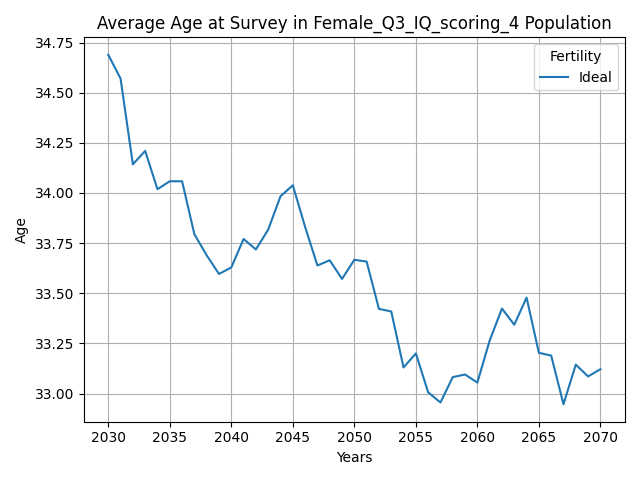 Average Age at Survey in Female_Q3_IQ_scoring_4 Population
Fertility
Ideal
34.75
34.50
34.25
34.00
33.75
33.50
33.25
33.00
Age
2030 2035 2040 2045 2050 2055 2060 2065 2070
Years